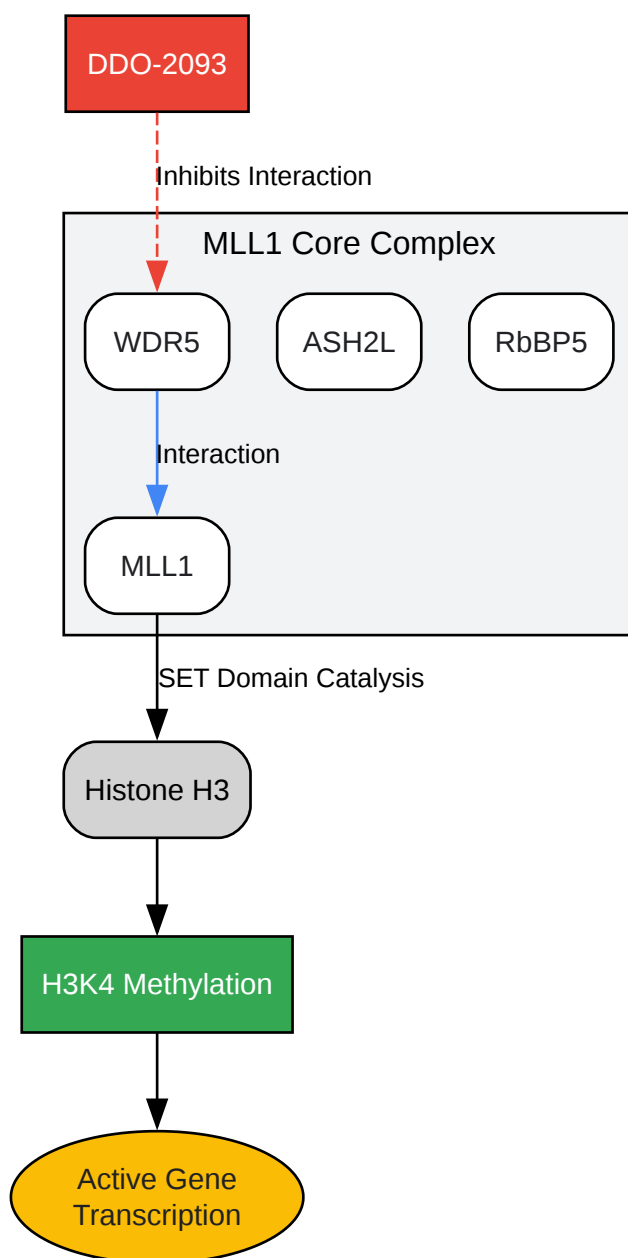 DDO-2093
Inhibits Interaction
MLL1 Core Complex
WDR5
ASH2L
RbBP5
Interaction
MLL1
SET Domain Catalysis
Histone H3
H3K4 Methylation
Active Gene
Transcription